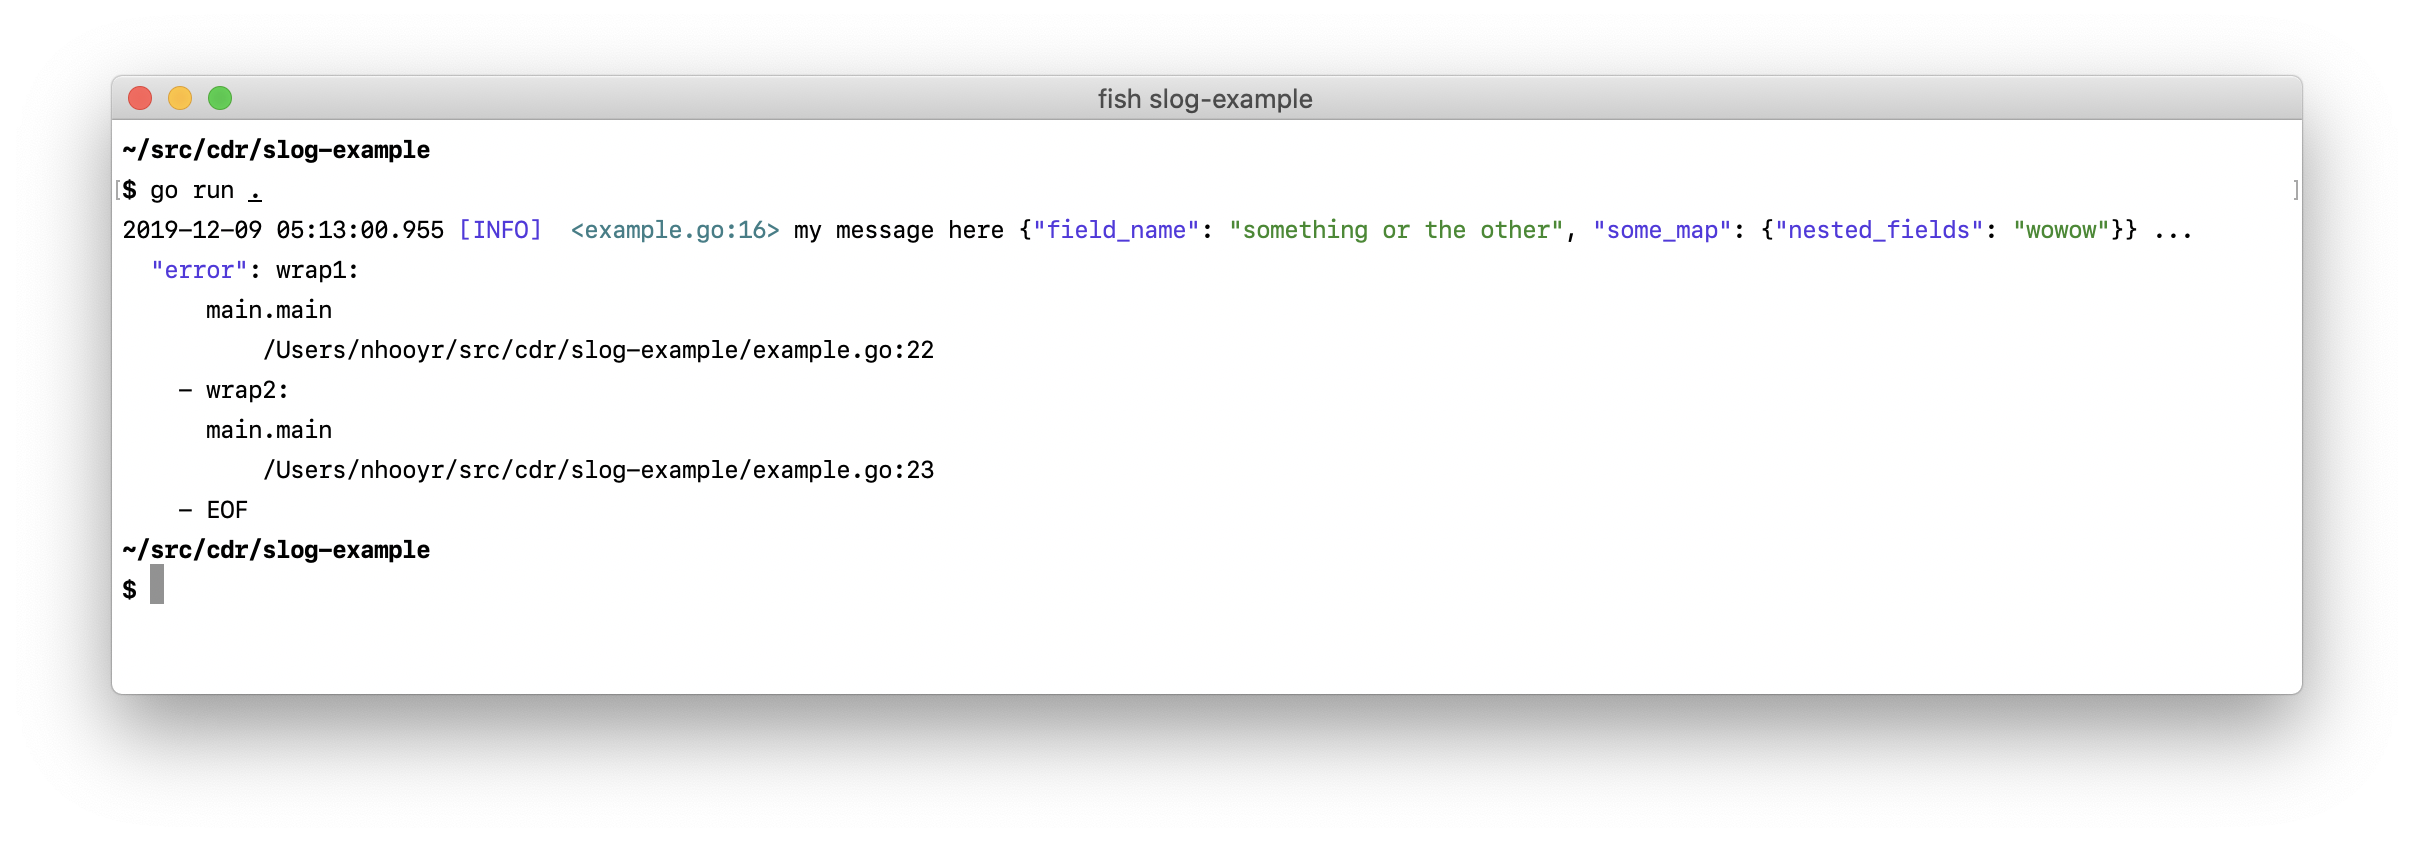 fish slog-example
~/src/cdr/slog-example
[$ go run . ]
2019-12-09 05:13:00.955 [INFO]  <example.go:16> my message here {"field_name": "something or the other", "some_map": {"nested_fields": "wowow"}} ...
  "error": wrap1:
      main.main
          /Users/nhooyr/src/cdr/slog-example/example.go:22
    - wrap2:
      main.main
          /Users/nhooyr/src/cdr/slog-example/example.go:23
    - EOF
~/src/cdr/slog-example
$